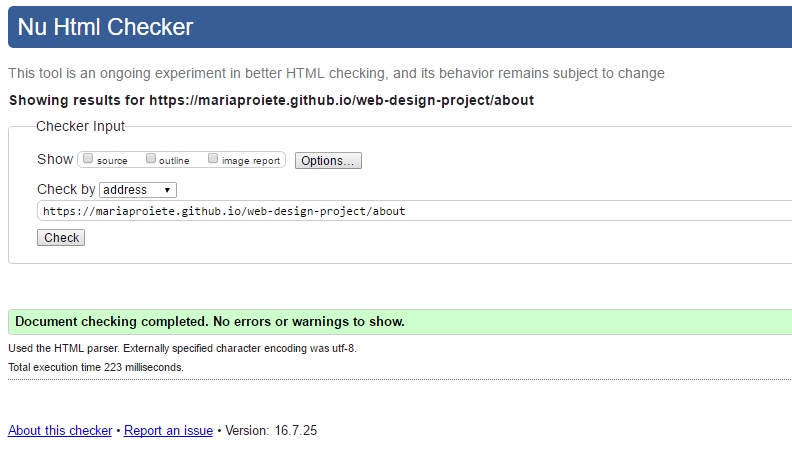 Nu Html Checker
This tool is an ongoing experiment in better HTML checking, and its behavior remains subject to change
Showing results for https://mariaproiete.github.io/web-design-project/about
Checker Input
Show source outline image report Options...
Check by address
https://mariaproiete.github.io/web-design-project/about
Check
Document checking completed. No errors or warnings to show.
Used the HTML parser. Externally specified character encoding was utf-8.
Total execution time 223 milliseconds.
About this checker • Report an issue • Version: 16.7.25